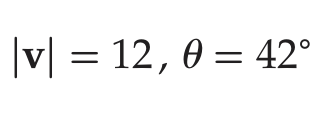 |v| = 12, θ = 42°